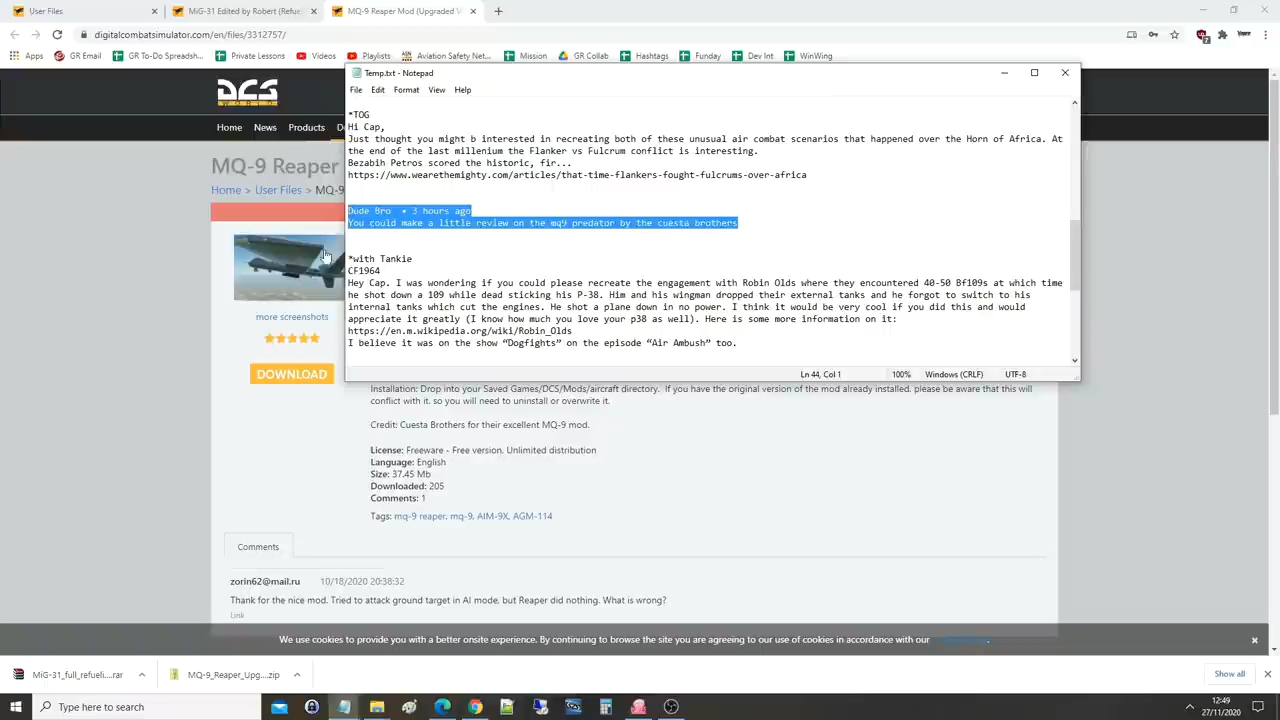 User Files
MiG-31 Edited by Robert (Refue
MQ-9 Reaper Mod (Upgraded V
digitalcombatsimulator.com/en/files/3312757/
Apps
GR Email
GR To-Do Spreadsh...
Private Lessons
Videos
Playlists
Aviation Safety Net...
Mission
GR Collab
Hashtags
Funday
Dev Int
WinWing
DCS
WORLD
Home
News
Products
D
MQ-9 Reaper
Home > User Files > MQ-9
more screenshots
DOWNLOAD
Temp.txt - Notepad
File Edit Format View Help
*TOG
Hi Cap,
Just thought you might b interested in recreating both of these unusual air combat scenarios that happened over the Horn of Africa. At
the end of the last millenium the Flanker vs Fulcrum conflict is interesting.
Bezabih Petros scored the historic, fir...
https://www.wearethemighty.com/articles/that-time-flankers-fought-fulcrums-over-africa
Dude Bro • 3 hours ago
You could make a little review on the mq9 predator by the cuesta brothers
*with Tankie
CF1964
Hey Cap. I was wondering if you could please recreate the engagement with Robin Olds where they encountered 40-50 Bf109s at which time
he shot down a 109 while dead sticking his P-38. Him and his wingman dropped their external tanks and he forgot to switch to his
internal tanks which cut the engines. He shot a plane down in no power. I think it would be very cool if you did this and would
appreciate it greatly (I know how much you love your p38 as well). Here is some more information on it:
https://en.m.wikipedia.org/wiki/Robin_Olds
I believe it was on the show “Dogfights” on the episode “Air Ambush” too.
Ln 44, Col 1
100%
Windows (CRLF)
UTF-8
Installation: Drop into your Saved Games/DCS/Mods/aircraft directory. If you have the original version of the mod already installed, please be aware that this will
conflict with it, so you will need to uninstall or overwrite it.
Credit: Cuesta Brothers for their excellent MQ-9 mod.
License: Freeware - Free version, Unlimited distribution
Language: English
Size: 37.45 Mb
Downloaded: 205
Comments: 1
Tags: mq-9 reaper, mq-9, AIM-9X, AGM-114
Comments
zorin62@mail.ru 10/18/2020 20:38:32
Thank for the nice mod. Tried to attack ground target in AI mode, but Reaper did nothing. What is wrong?
Link
We use cookies to provide you with a better onsite experience. By continuing to browse the site you are agreeing to our use of cookies in accordance with our
MiG-31_full_refueli....rar
MQ-9_Reaper_Upg....zip
Show all
Type here to search
12:49
27/11/2020